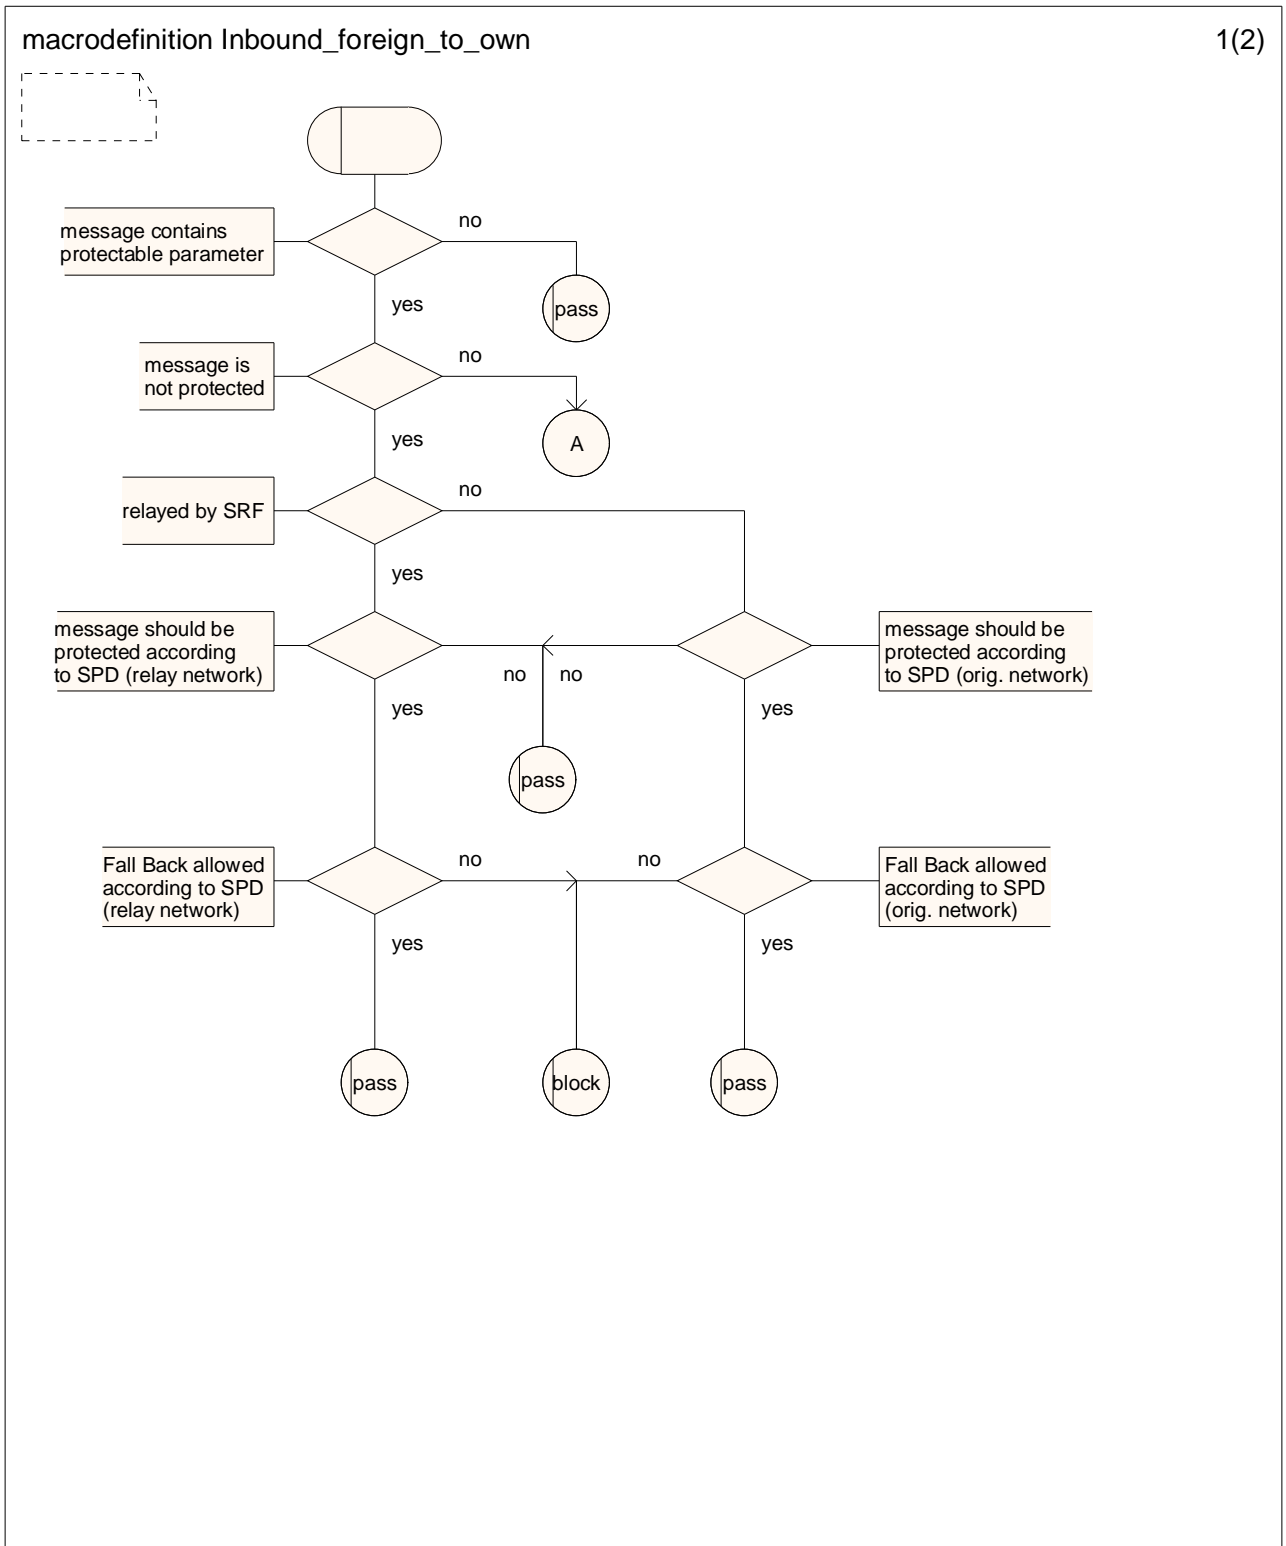 macrodefinition Inbound_foreign_to_own
1(2)
message contains
protectable parameter
no
yes
pass
message is
not protected
no
yes
A
relayed by SRF
no
yes
message should be
protected according
to SPD (relay network)
no
no
message should be
protected according
to SPD (orig. network)
yes
yes
pass
Fall Back allowed
according to SPD
(relay network)
no
no
Fall Back allowed
according to SPD
(orig. network)
yes
yes
pass
block
pass